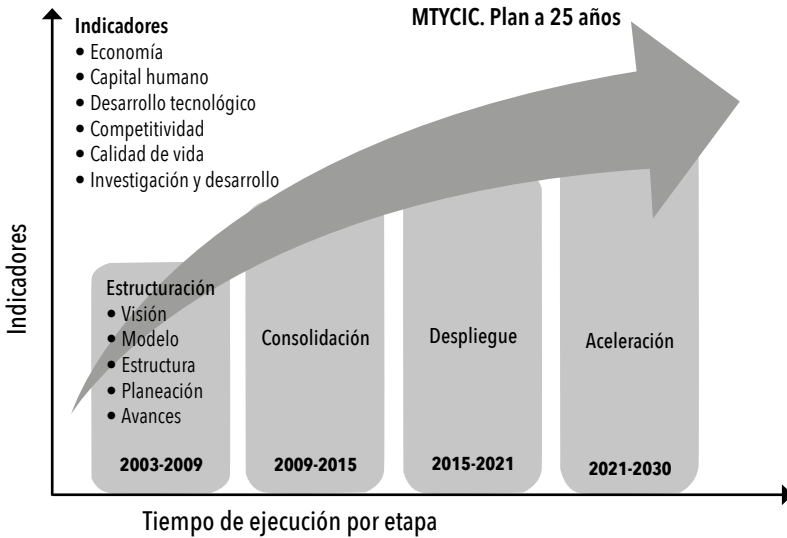 MTYCIC. Plan a 25 años
Indicadores
• Economía
• Capital humano
• Desarrollo tecnológico
• Competitividad
• Calidad de vida
• Investigación y desarrollo
Indicadores
Estructuración
• Visión
• Modelo
• Estructura
• Planeación
• Avances
2003-2009
Consolidación
2009-2015
Despliegue
2015-2021
Aceleración
2021-2030
Tiempo de ejecución por etapa